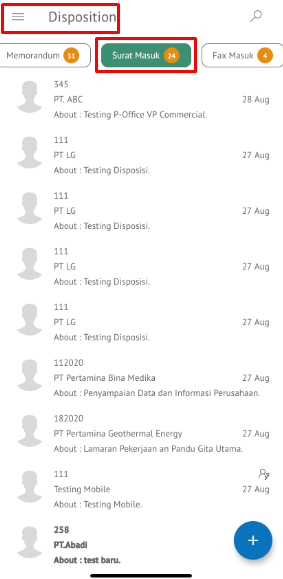 Disposition
Memorandum 31 Surat Masuk 24 Fax Masuk 4
345
PT. ABC 28 Aug
About : Testing P-Office VP Commercial.
111
PT LG 27 Aug
About : Testing Disposisi.
111
PT LG 27 Aug
About : Testing Disposisi.
111
PT LG 27 Aug
About : Testing Disposisi.
111
PT LG 27 Aug
About : Testing Disposisi.
112020
PT Pertamina Bina Medika 27 Aug
About : Penyampaian Data dan Informasi Perusahaan.
182020
PT Pertamina Geothermal Energy 27 Aug
About : Lamaran Pekerjaan an Pandu Gita Utama.
111
Testing Mobile 27 Aug
About : Testing Mobile.
258
PT.Abadi
About : test baru.